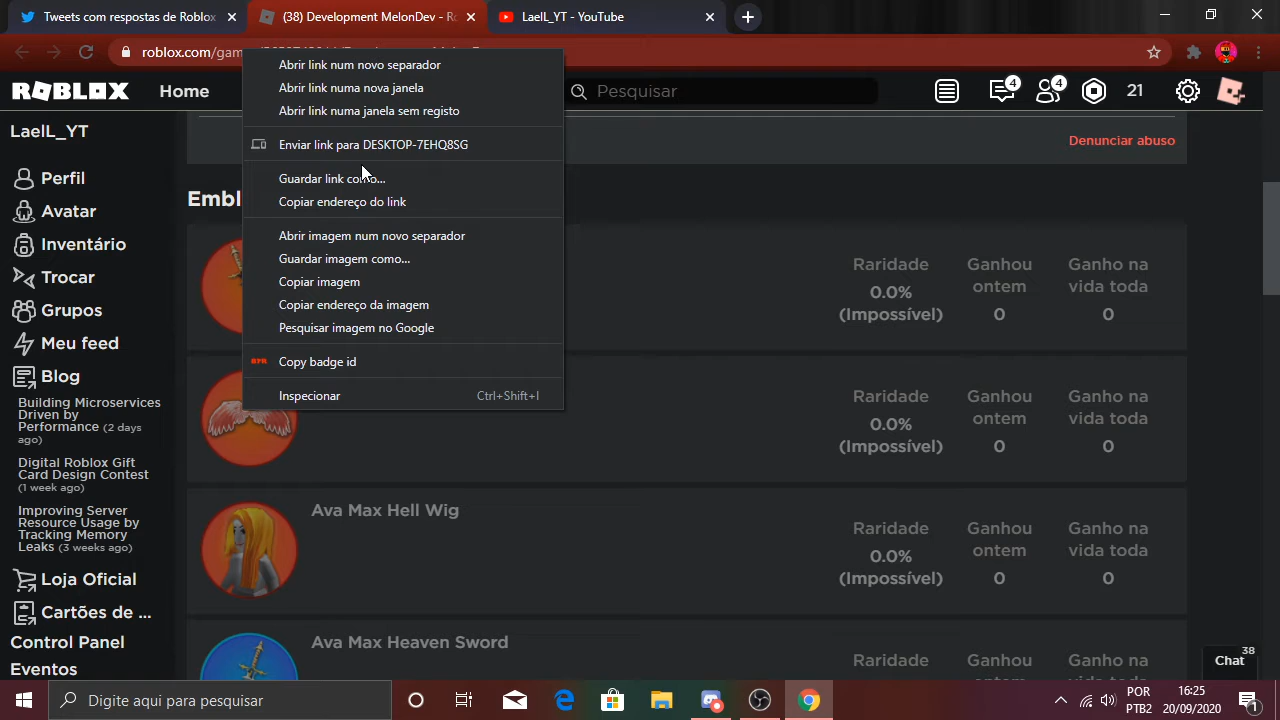 Tweets com respostas de Roblox
(38) Development MelonDev - Ro
LaelL_YT - YouTube
roblox.com/gam
ROBLOX
Home
Pesquisar
4
4
21
LaelL_YT
Perfil
Avatar
Inventário
Trocar
Grupos
Meu feed
Blog
Building Microservices
Driven by
Performance (2 days
ago)
Digital Roblox Gift
Card Design Contest
(1 week ago)
Improving Server
Resource Usage by
Tracking Memory
Leaks (3 weeks ago)
Loja Oficial
Cartões de ...
Control Panel
Eventos
Abrir link num novo separador
Abrir link numa nova janela
Abrir link numa janela sem registo
Enviar link para DESKTOP-7EHQ8SG
Guardar link como...
Copiar endereço do link
Abrir imagem num novo separador
Guardar imagem como...
Copiar imagem
Copiar endereço da imagem
Pesquisar imagem no Google
Copy badge id
Inspecionar Ctrl+Shift+I
Denunciar abuso
Raridade Ganhou ontem Ganho na vida toda
0.0% (Impossível) 0 0
Raridade Ganhou ontem Ganho na vida toda
0.0% (Impossível) 0 0
Ava Max Hell Wig
Raridade Ganhou ontem Ganho na vida toda
0.0% (Impossível) 0 0
Ava Max Heaven Sword
Raridade Ganhou Ganho na
38
Chat
Digite aqui para pesquisar
POR
PTB2
16:25
20/09/2020
1